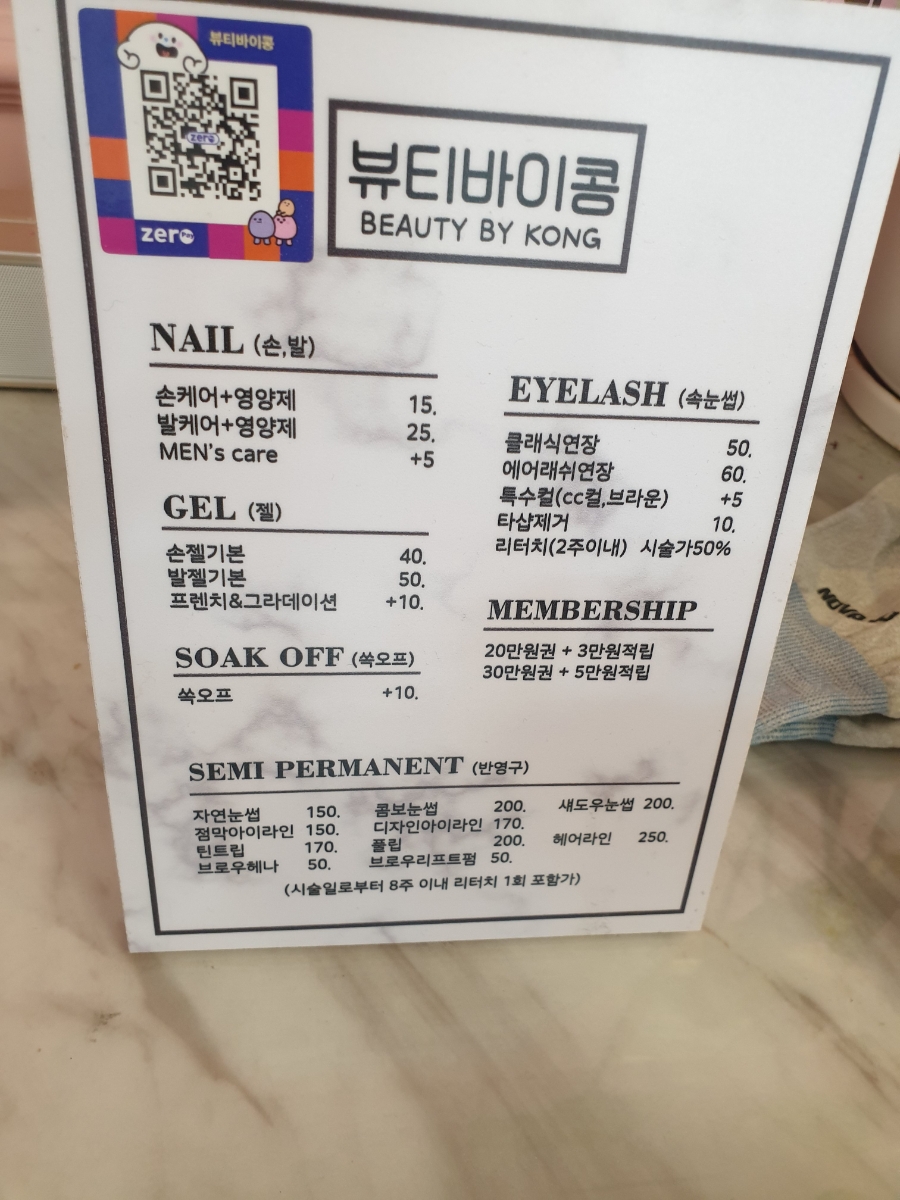 뷰티바이콩
zero
zero Pay
뷰티바이콩
BEAUTY BY KONG
NAIL (손,발)
손케어+영양제 15.
발케어+영양제 25.
MEN's care +5
GEL (젤)
손젤기본 40.
발젤기본 50.
프렌치&그라데이션 +10.
SOAK OFF (쏙오프)
쏙오프 +10.
EYELASH (속눈썹)
클래식연장 50.
에어래쉬연장 60.
특수컬(cc컬,브라운) +5
타샵제거 10.
리터치(2주이내) 시술가50%
MEMBERSHIP
20만원권 + 3만원적립
30만원권 + 5만원적립
SEMI PERMANENT (반영구)
자연눈썹 150. 콤보눈썹 200. 섀도우눈썹 200.
점막아이라인 150. 디자인아이라인 170.
틴트립 170. 풀립 200. 헤어라인 250.
브로우헤나 50. 브로우리프트펌 50.
(시술일로부터 8주 이내 리터치 1회 포함가)